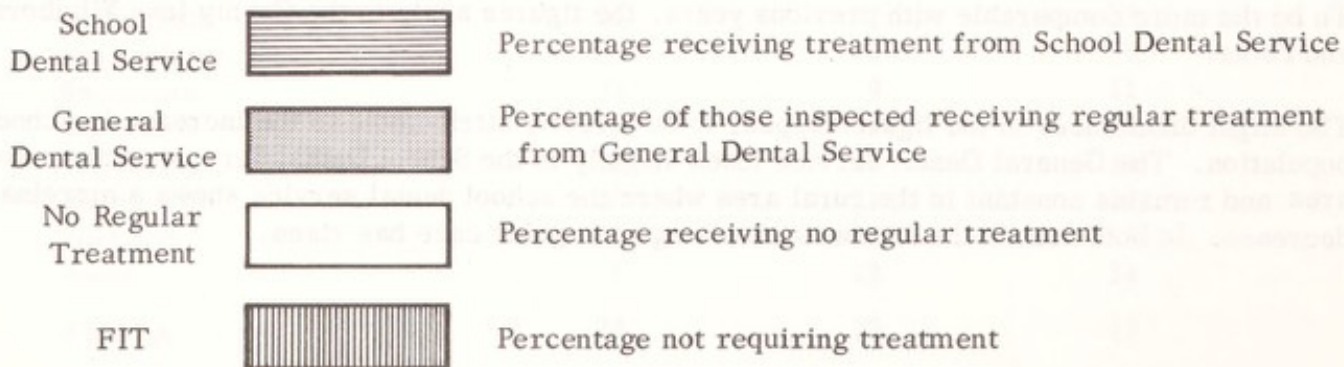 School
Dental Service
Percentage receiving treatment from School Dental Service
General
Dental Service
Percentage of those inspected receiving regular treatment
from General Dental Service
No Regular
Treatment
Percentage receiving no regular treatment
FIT
Percentage not requiring treatment